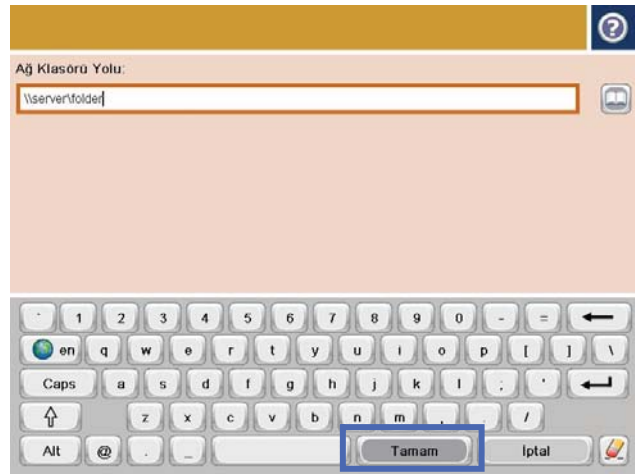 ?
Ağ Klasörü Yolu:
\\server\folder
` 1 2 3 4 5 6 7 8 9 0 - = 
en q w e r t y u i o p [ ] \
Caps a s d f g h j k l ; '
z x c v b n m , . /
Alt @ . _ Tamam İptal